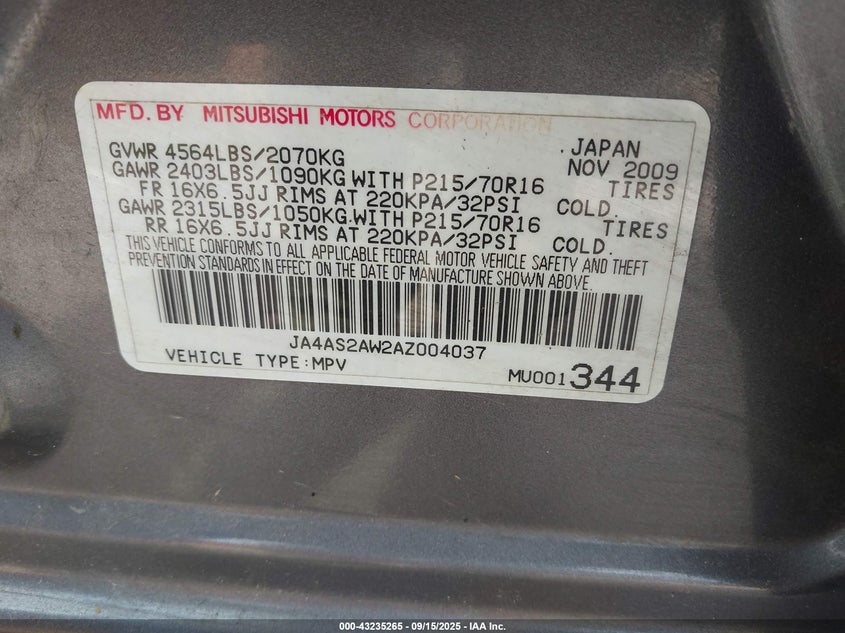 MFD. BY MITSUBISHI MOTORS CORPORATION
GVWR 4564LBS/2070KG JAPAN
NOV 2009
GAWR 2403LBS/1090KG WITH P215/70R16 TIRES
FR 16X6.5JJ RIMS AT 220KPA/32PSI COLD.
GAWR 2315LBS/1050KG WITH P215/70R16 TIRES
RR 16X6.5JJ RIMS AT 220KPA/32PSI COLD.
THIS VEHICLE CONFORMS TO ALL APPLICABLE FEDERAL MOTOR VEHICLE SAFETY AND THEFT
PREVENTION STANDARDS IN EFFECT ON THE DATE OF MANUFACTURE SHOWN ABOVE.
JA4AS2AW2AZ004037
VEHICLE TYPE:MPV
MU001344
000-43235265 - 09/15/2025 - IAA Inc.